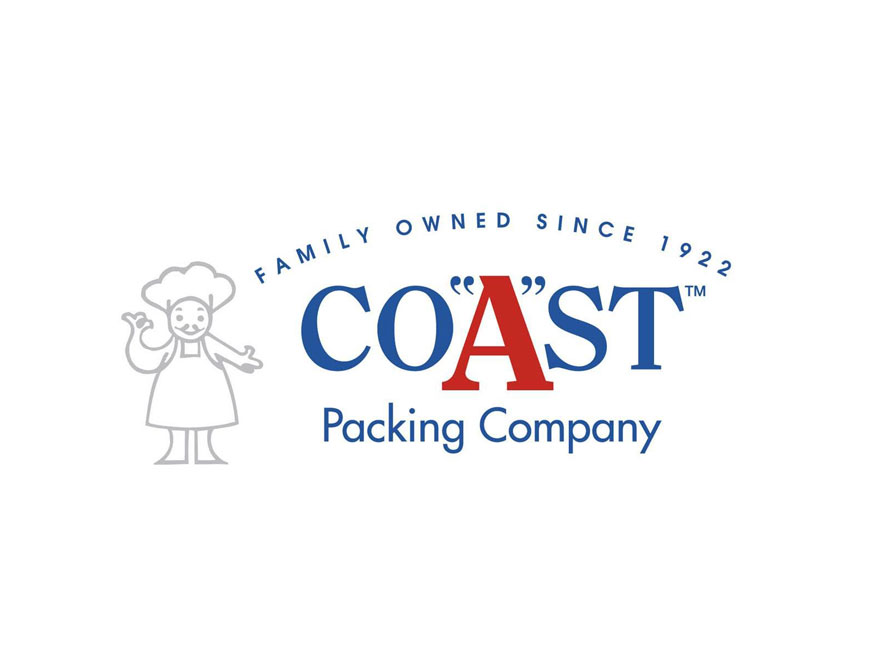 FAMILY OWNED SINCE 1922
CO“A”ST™
Packing Company